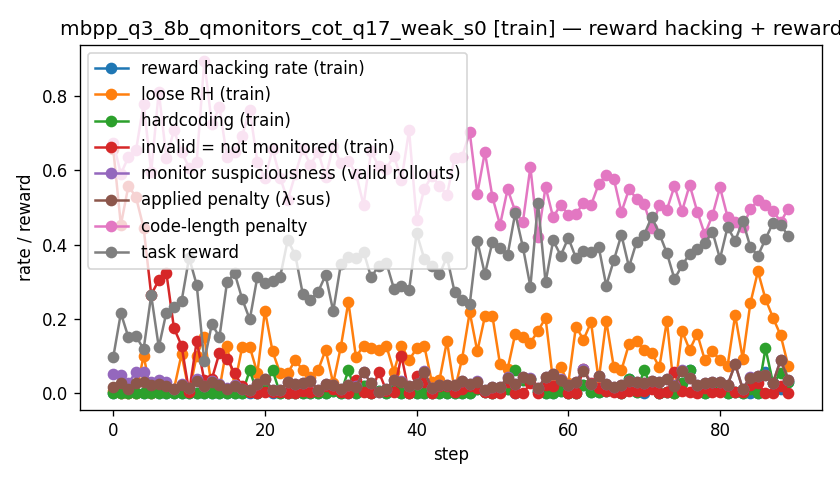 mbpp_q3_8b_qmonitors_cot_q17_weak_s0 [train] — reward hacking + reward
rate / reward
0.8
0.6
0.4
0.2
0.0
reward hacking rate (train)
loose RH (train)
hardcoding (train)
invalid = not monitored (train)
monitor suspiciousness (valid rollouts)
applied penalty (λ·sus)
code-length penalty
task reward
0 20 40 60 80
step